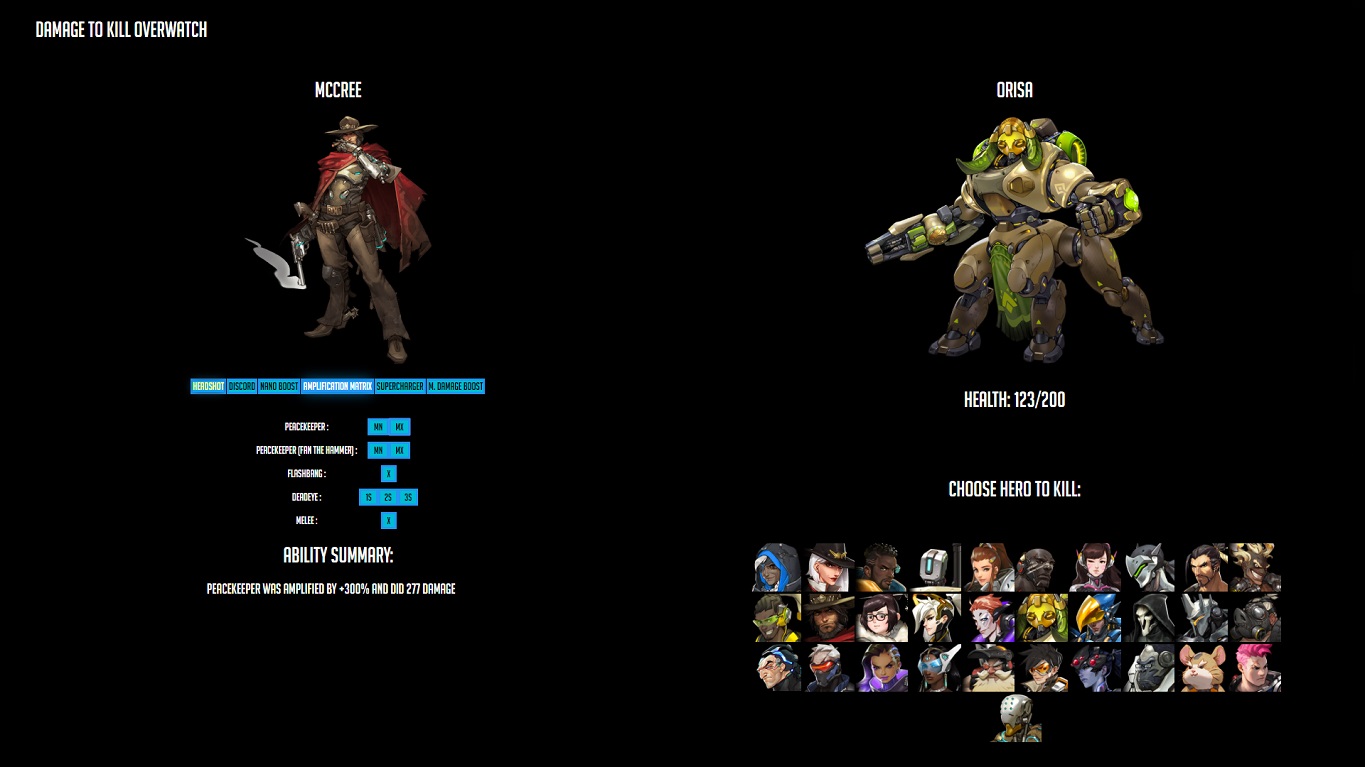 DAMAGE TO KILL OVERWATCH
MCCREE
ORISA
HEADSHOT DISCORD NANO BOOST AMPLIFICATION MATRIX SUPERCHARGER M. DAMAGE BOOST
HEALTH: 123/200
PEACEKEEPER : MN MX
PEACEKEEPER (FAN THE HAMMER) : MN MX
FLASHBANG : X
DEADEYE : 1S 2S 3S
MELEE : X
CHOOSE HERO TO KILL:
ABILITY SUMMARY:
PEACEKEEPER WAS AMPLIFIED BY +300% AND DID 277 DAMAGE